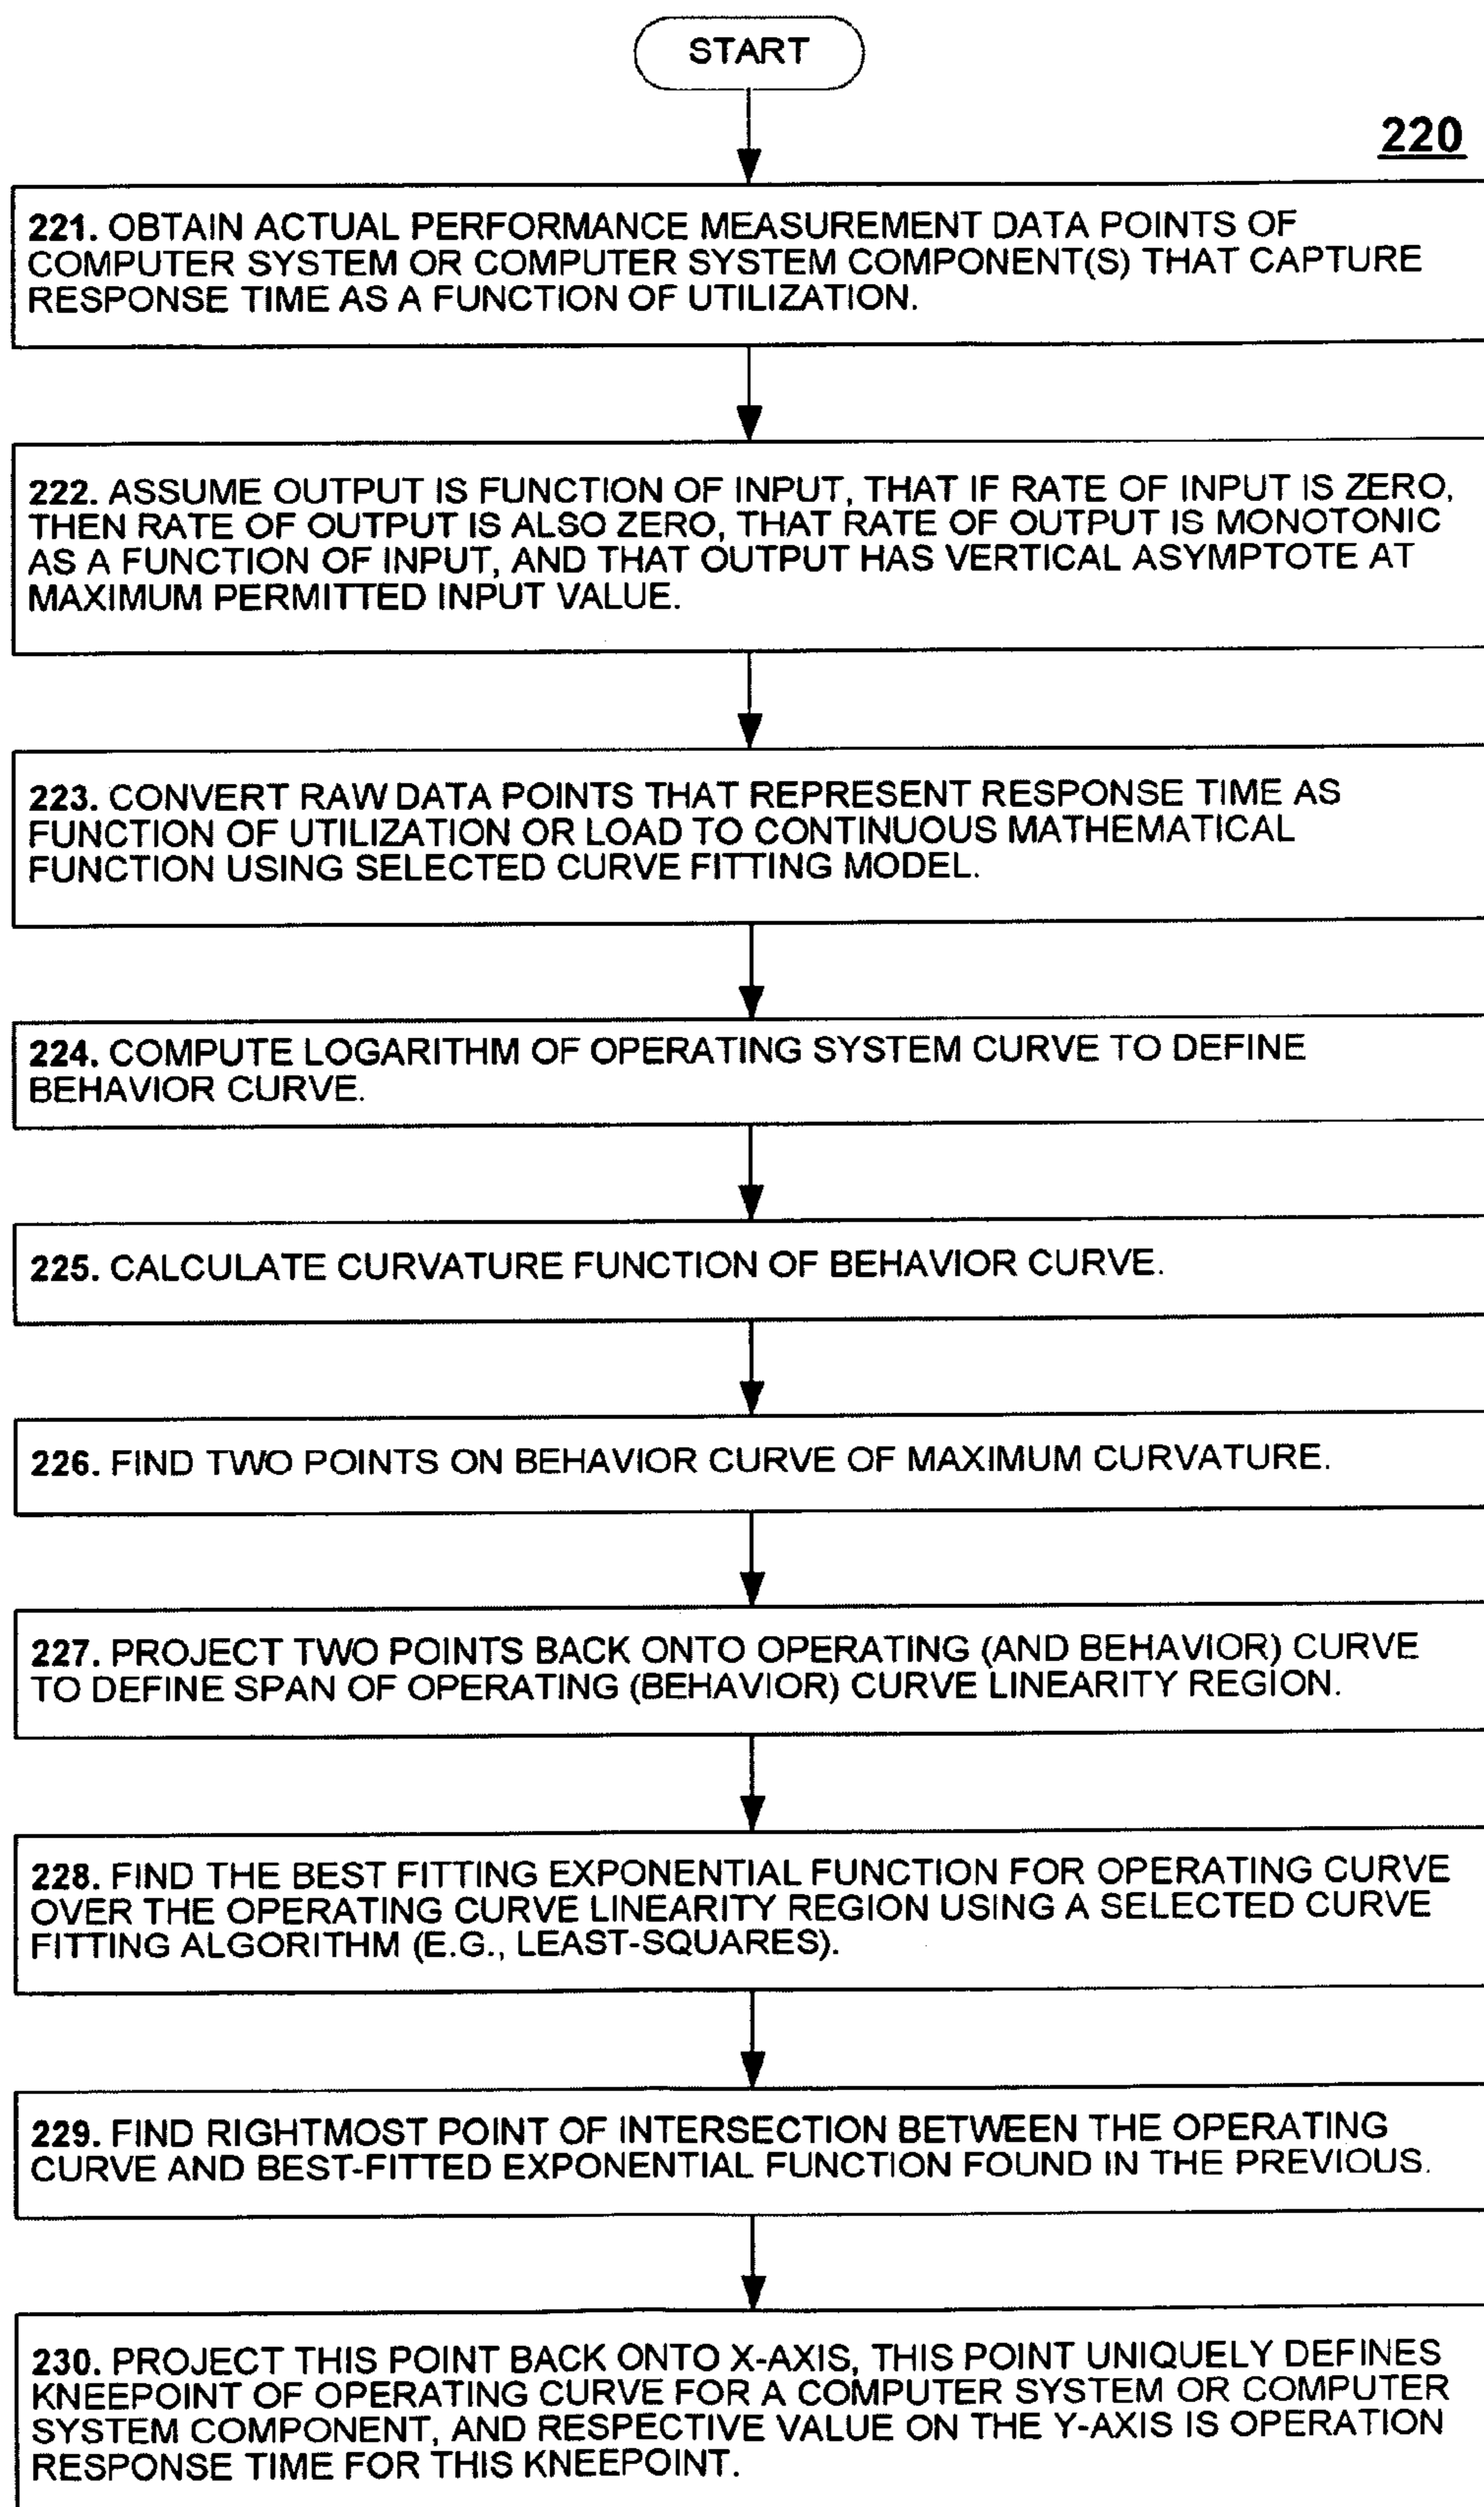 START
220
221. OBTAIN ACTUAL PERFORMANCE MEASUREMENT DATA POINTS OF
COMPUTER SYSTEM OR COMPUTER SYSTEM COMPONENT(S) THAT CAPTURE
RESPONSE TIME AS A FUNCTION OF UTILIZATION.
222. ASSUME OUTPUT IS FUNCTION OF INPUT, THAT IF RATE OF INPUT IS ZERO,
THEN RATE OF OUTPUT IS ALSO ZERO, THAT RATE OF OUTPUT IS MONOTONIC
AS A FUNCTION OF INPUT, AND THAT OUTPUT HAS VERTICAL ASYMPTOTE AT
MAXIMUM PERMITTED INPUT VALUE.
223. CONVERT RAW DATA POINTS THAT REPRESENT RESPONSE TIME AS
FUNCTION OF UTILIZATION OR LOAD TO CONTINUOUS MATHEMATICAL
FUNCTION USING SELECTED CURVE FITTING MODEL.
224. COMPUTE LOGARITHM OF OPERATING SYSTEM CURVE TO DEFINE
BEHAVIOR CURVE.
225. CALCULATE CURVATURE FUNCTION OF BEHAVIOR CURVE.
226. FIND TWO POINTS ON BEHAVIOR CURVE OF MAXIMUM CURVATURE.
227. PROJECT TWO POINTS BACK ONTO OPERATING (AND BEHAVIOR) CURVE
TO DEFINE SPAN OF OPERATING (BEHAVIOR) CURVE LINEARITY REGION.
228. FIND THE BEST FITTING EXPONENTIAL FUNCTION FOR OPERATING CURVE
OVER THE OPERATING CURVE LINEARITY REGION USING A SELECTED CURVE
FITTING ALGORITHM (E.G., LEAST-SQUARES).
229. FIND RIGHTMOST POINT OF INTERSECTION BETWEEN THE OPERATING
CURVE AND BEST-FITTED EXPONENTIAL FUNCTION FOUND IN THE PREVIOUS.
230. PROJECT THIS POINT BACK ONTO X-AXIS, THIS POINT UNIQUELY DEFINES
KNEEPOINT OF OPERATING CURVE FOR A COMPUTER SYSTEM OR COMPUTER
SYSTEM COMPONENT, AND RESPECTIVE VALUE ON THE Y-AXIS IS OPERATION
RESPONSE TIME FOR THIS KNEEPOINT.